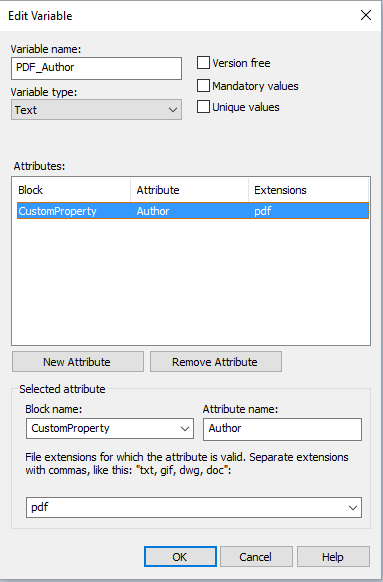 Edit Variable
Variable name:
PDF_Author
Version free
Mandatory values
Variable type:
Text
Unique values
Attributes:
Block Attribute Extensions
CustomProperty Author pdf
New Attribute Remove Attribute
Selected attribute
Block name: Attribute name:
CustomProperty Author
File extensions for which the attribute is valid. Separate extensions
with commas, like this: "txt, gif, dwg, doc":
pdf
OK Cancel Help